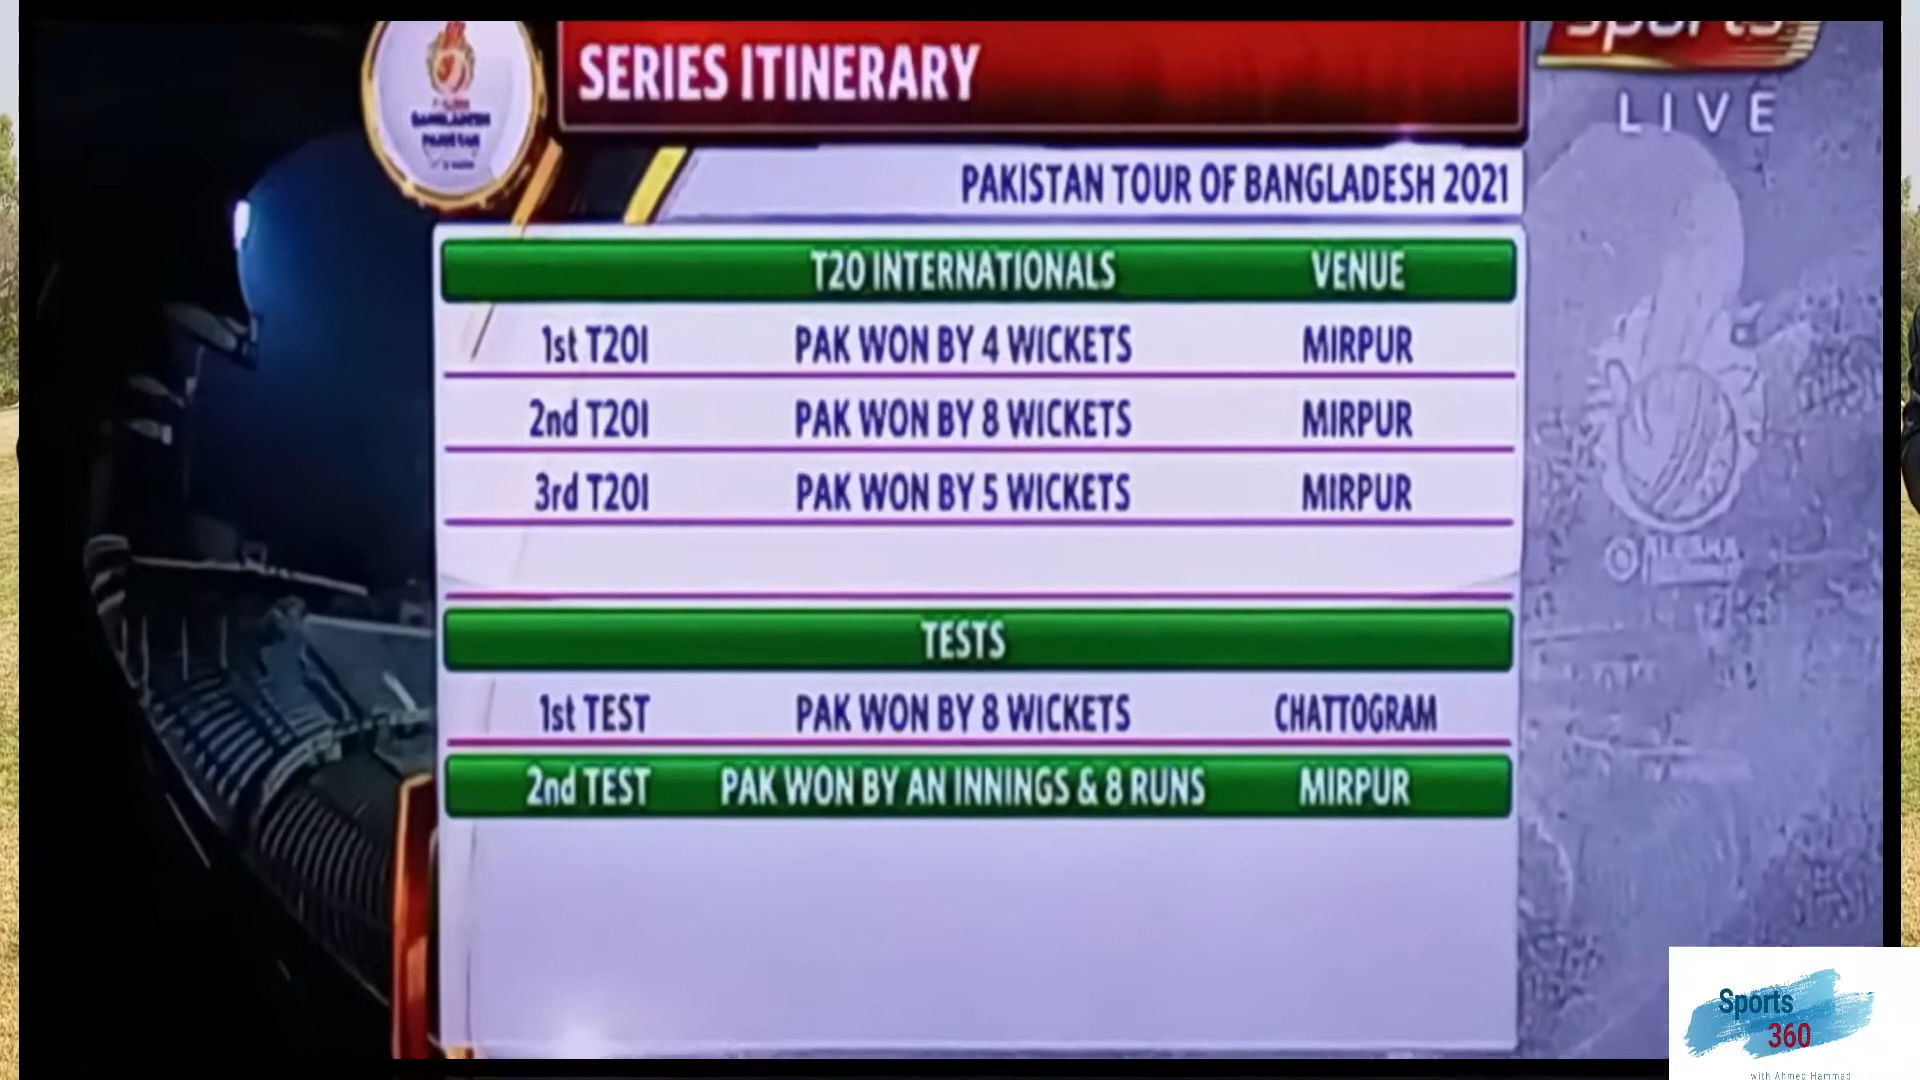 SERIES ITINERARY
sports
LIVE
PAKISTAN TOUR OF BANGLADESH 2021
T20 INTERNATIONALS VENUE
1st T20I PAK WON BY 4 WICKETS MIRPUR
2nd T20I PAK WON BY 8 WICKETS MIRPUR
3rd T20I PAK WON BY 5 WICKETS MIRPUR
TESTS
1st TEST PAK WON BY 8 WICKETS CHATTOGRAM
2nd TEST PAK WON BY AN INNINGS & 8 RUNS MIRPUR
Sports
360
with Ahmed Hammad